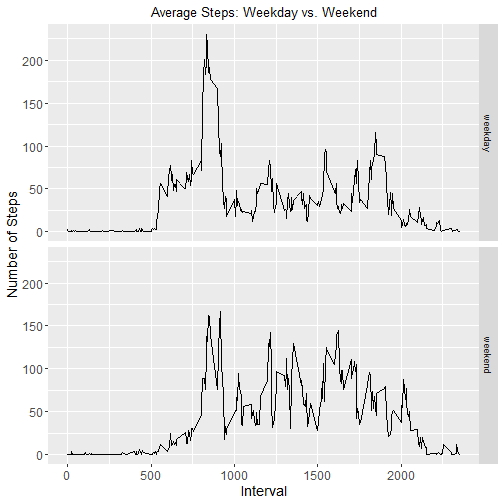 Average Steps: Weekday vs. Weekend
200
150
100
50
0
weekday
Number of Steps
200
150
100
50
0
weekend
0 500 1000 1500 2000
Interval